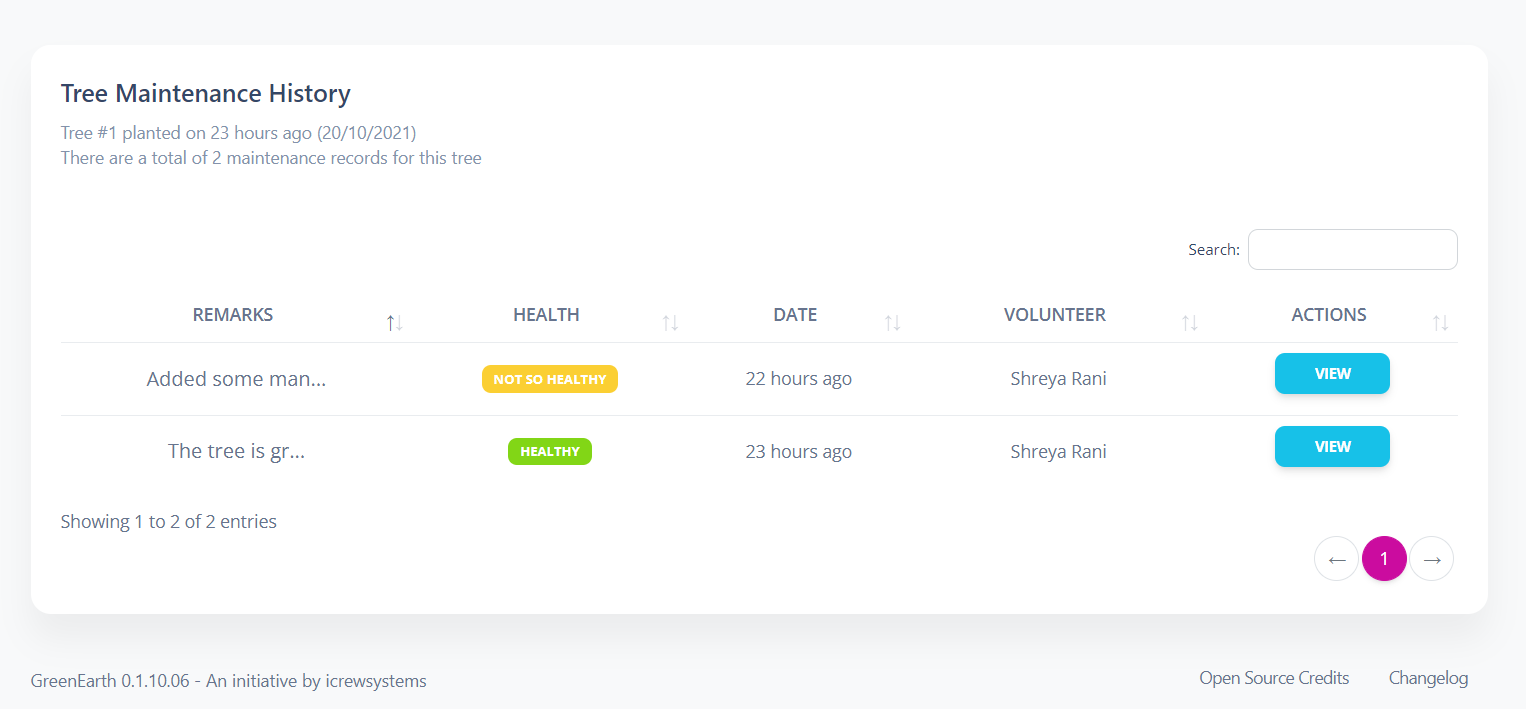 Tree Maintenance History
Tree #1 planted on 23 hours ago (20/10/2021)
There are a total of 2 maintenance records for this tree
Search:
REMARKS HEALTH DATE VOLUNTEER ACTIONS
Added some man... NOT SO HEALTHY 22 hours ago Shreya Rani VIEW
The tree is gr... HEALTHY 23 hours ago Shreya Rani VIEW
Showing 1 to 2 of 2 entries
← 1 →
GreenEarth 0.1.10.06 - An initiative by icrewsystems Open Source Credits Changelog